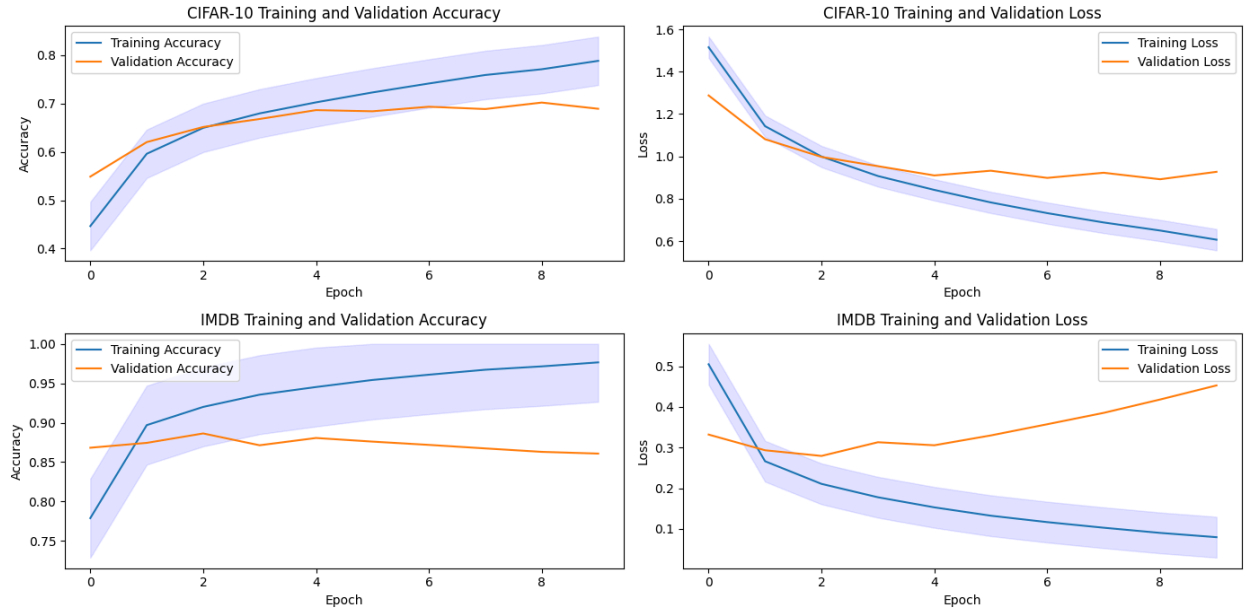 CIFAR-10 Training and Validation Accuracy
Training Accuracy
Validation Accuracy
Accuracy
0.8
0.7
0.6
0.5
0.4
0 2 4 6 8
Epoch
CIFAR-10 Training and Validation Loss
Training Loss
Validation Loss
Loss
1.6
1.4
1.2
1.0
0.8
0.6
0 2 4 6 8
Epoch
IMDB Training and Validation Accuracy
Training Accuracy
Validation Accuracy
Accuracy
1.00
0.95
0.90
0.85
0.80
0.75
0 2 4 6 8
Epoch
IMDB Training and Validation Loss
Training Loss
Validation Loss
Loss
0.5
0.4
0.3
0.2
0.1
0 2 4 6 8
Epoch